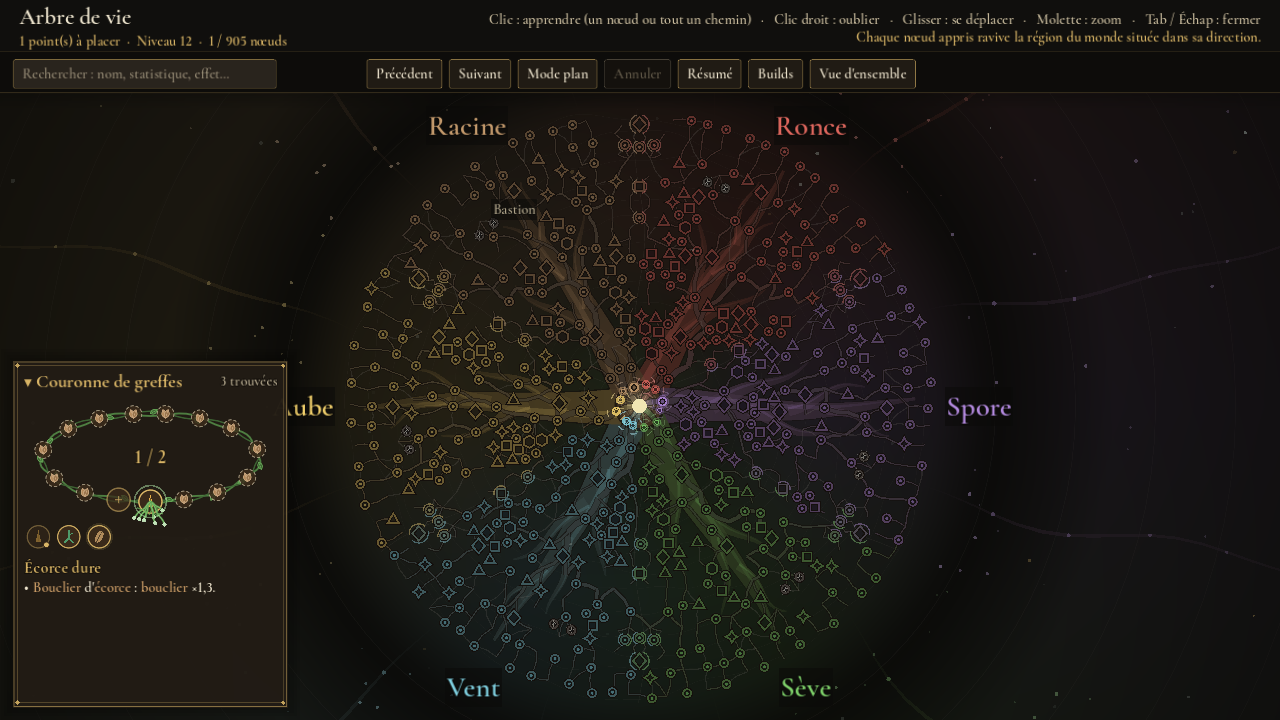 Arbre de vie
1 point(s) à placer · Niveau 12 · 1 / 905 nœuds
Clic : apprendre (un nœud ou tout un chemin) · Clic droit : oublier · Glisser : se déplacer · Molette : zoom · Tab / Échap : fermer
Chaque nœud appris ravive la région du monde située dans sa direction.
Rechercher : nom, statistique, effet...
Précédent
Suivant
Mode plan
Annuler
Résumé
Builds
Vue d'ensemble
Racine
Ronce
Bastion
▾ Couronne de greffes
3 trouvées
1 / 2
+
Écorce dure
• Bouclier d'écorce : bouclier ×1,3.
Aube
Spore
Vent
Sève